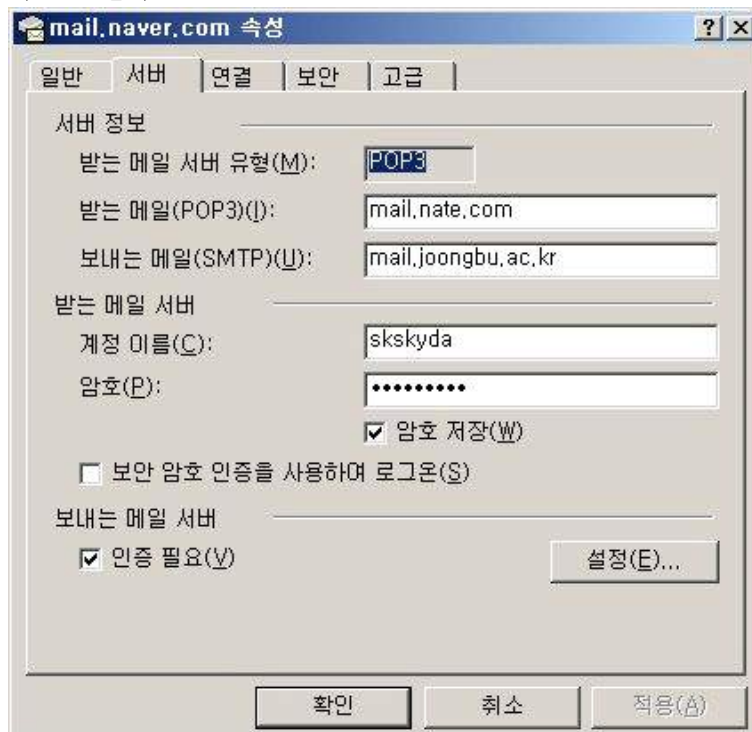 mail.naver.com 속성
일반 서버 연결 보안 고급
서버 정보
받는 메일 서버 유형(M): POP3
받는 메일(POP3)(I): mail.nate.com
보내는 메일(SMTP)(U): mail.joongbu.ac.kr
받는 메일 서버
계정 이름(C): skskyda
암호(P): •••••••••
암호 저장(W)
보안 암호 인증을 사용하여 로그온(S)
보내는 메일 서버
인증 필요(V) 설정(E)...
확인 취소 적용(A)